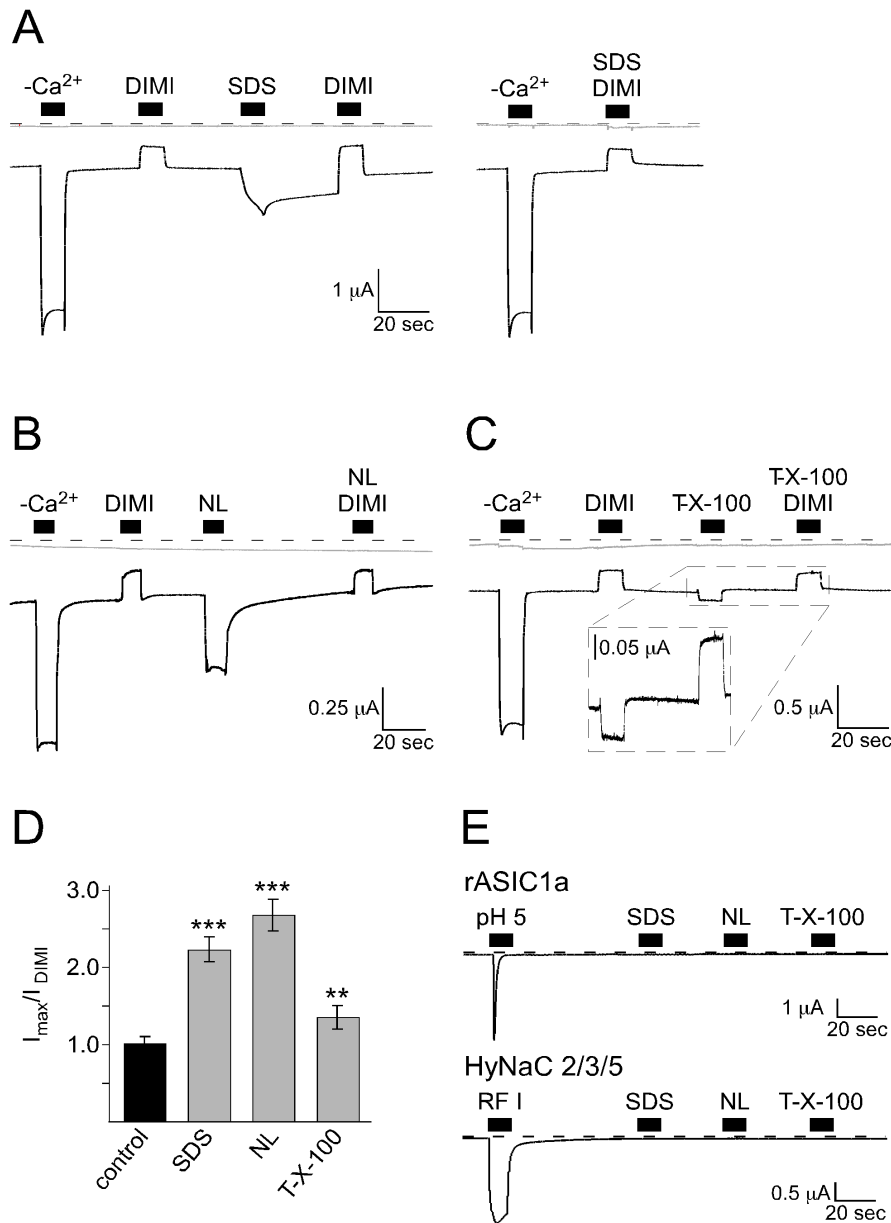 A
-Ca²⁺ DIMI SDS DIMI
-Ca²⁺ SDS DIMI
1 µA
20 sec
B
-Ca²⁺ DIMI NL NL DIMI
0.25 µA
20 sec
C
-Ca²⁺ DIMI T-X-100 T-X-100 DIMI
0.05 µA
0.5 µA
20 sec
D
3.0
2.0
1.0
Imax/I DIMI
***
***
**
control
SDS
NL
T-X-100
E
rASIC1a
pH 5 SDS NL T-X-100
1 µA
20 sec
HyNaC 2/3/5
RF I SDS NL T-X-100
0.5 µA
20 sec